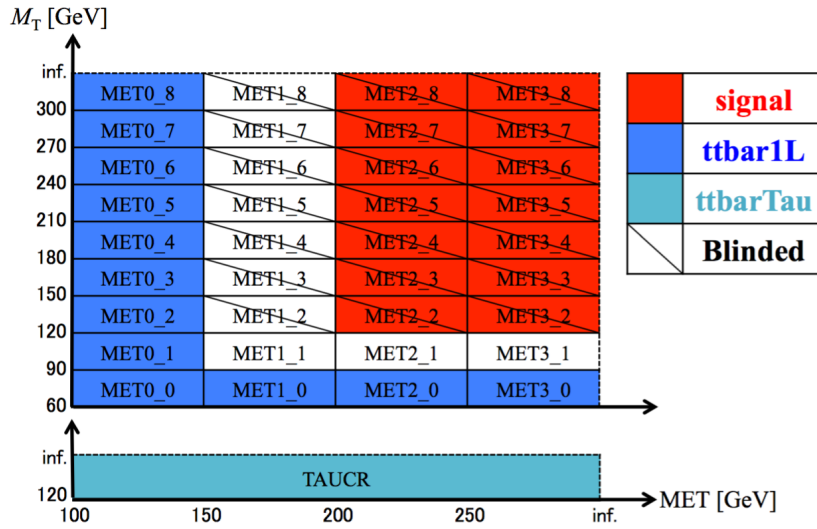 M_T [GeV]
inf. MET0_8 MET1_8 MET2_8 MET3_8 signal
300 MET0_7 MET1_7 MET2_7 MET3_7 ttbar1L
270 MET0_6 MET1_6 MET2_6 MET3_6
240 MET0_5 MET1_5 MET2_5 MET3_5 ttbarTau
210 MET0_4 MET1_4 MET2_4 MET3_4 Blinded
180 MET0_3 MET1_3 MET2_3 MET3_3
150 MET0_2 MET1_2 MET2_2 MET3_2
120 MET0_1 MET1_1 MET2_1 MET3_1
90 MET0_0 MET1_0 MET2_0 MET3_0
60
inf.
TAUCR
120 MET [GeV]
100 150 200 250 inf.